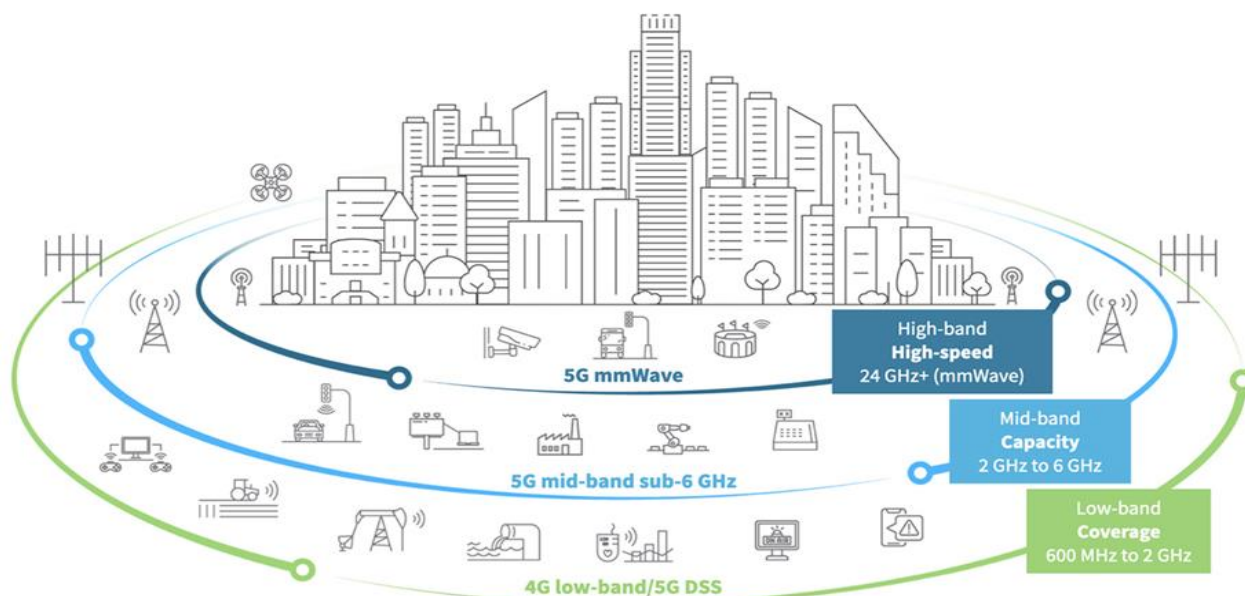 High-band
High-speed
24 GHz+ (mmWave)
5G mmWave
Mid-band
Capacity
2 GHz to 6 GHz
5G mid-band sub-6 GHz
Low-band
Coverage
600 MHz to 2 GHz
4G low-band/5G DSS